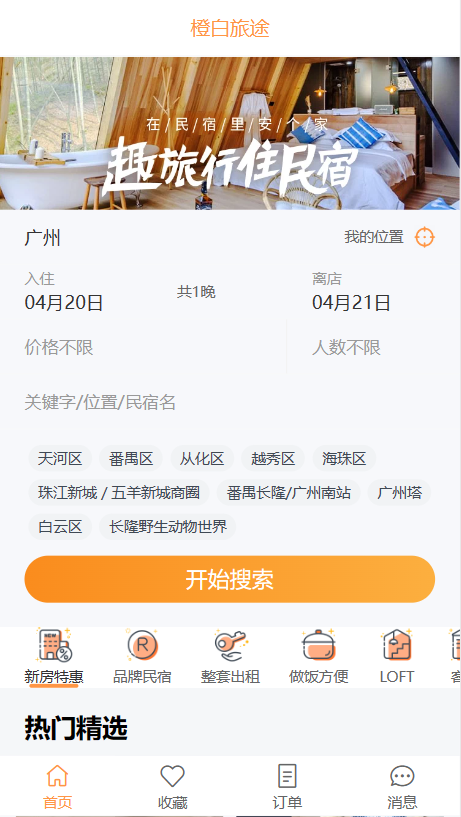 橙白旅途
在/民/宿/里/安/个/家
趣旅行住民宿
广州 我的位置
入住 共1晚 离店
04月20日 04月21日
价格不限 人数不限
关键字/位置/民宿名
天河区 番禺区 从化区 越秀区 海珠区
珠江新城 / 五羊新城商圈 番禺长隆/广州南站 广州塔
白云区 长隆野生动物世界
开始搜索
NEW % R
新房特惠 品牌民宿 整套出租 做饭方便 LOFT
热门精选
首页 收藏 订单 消息